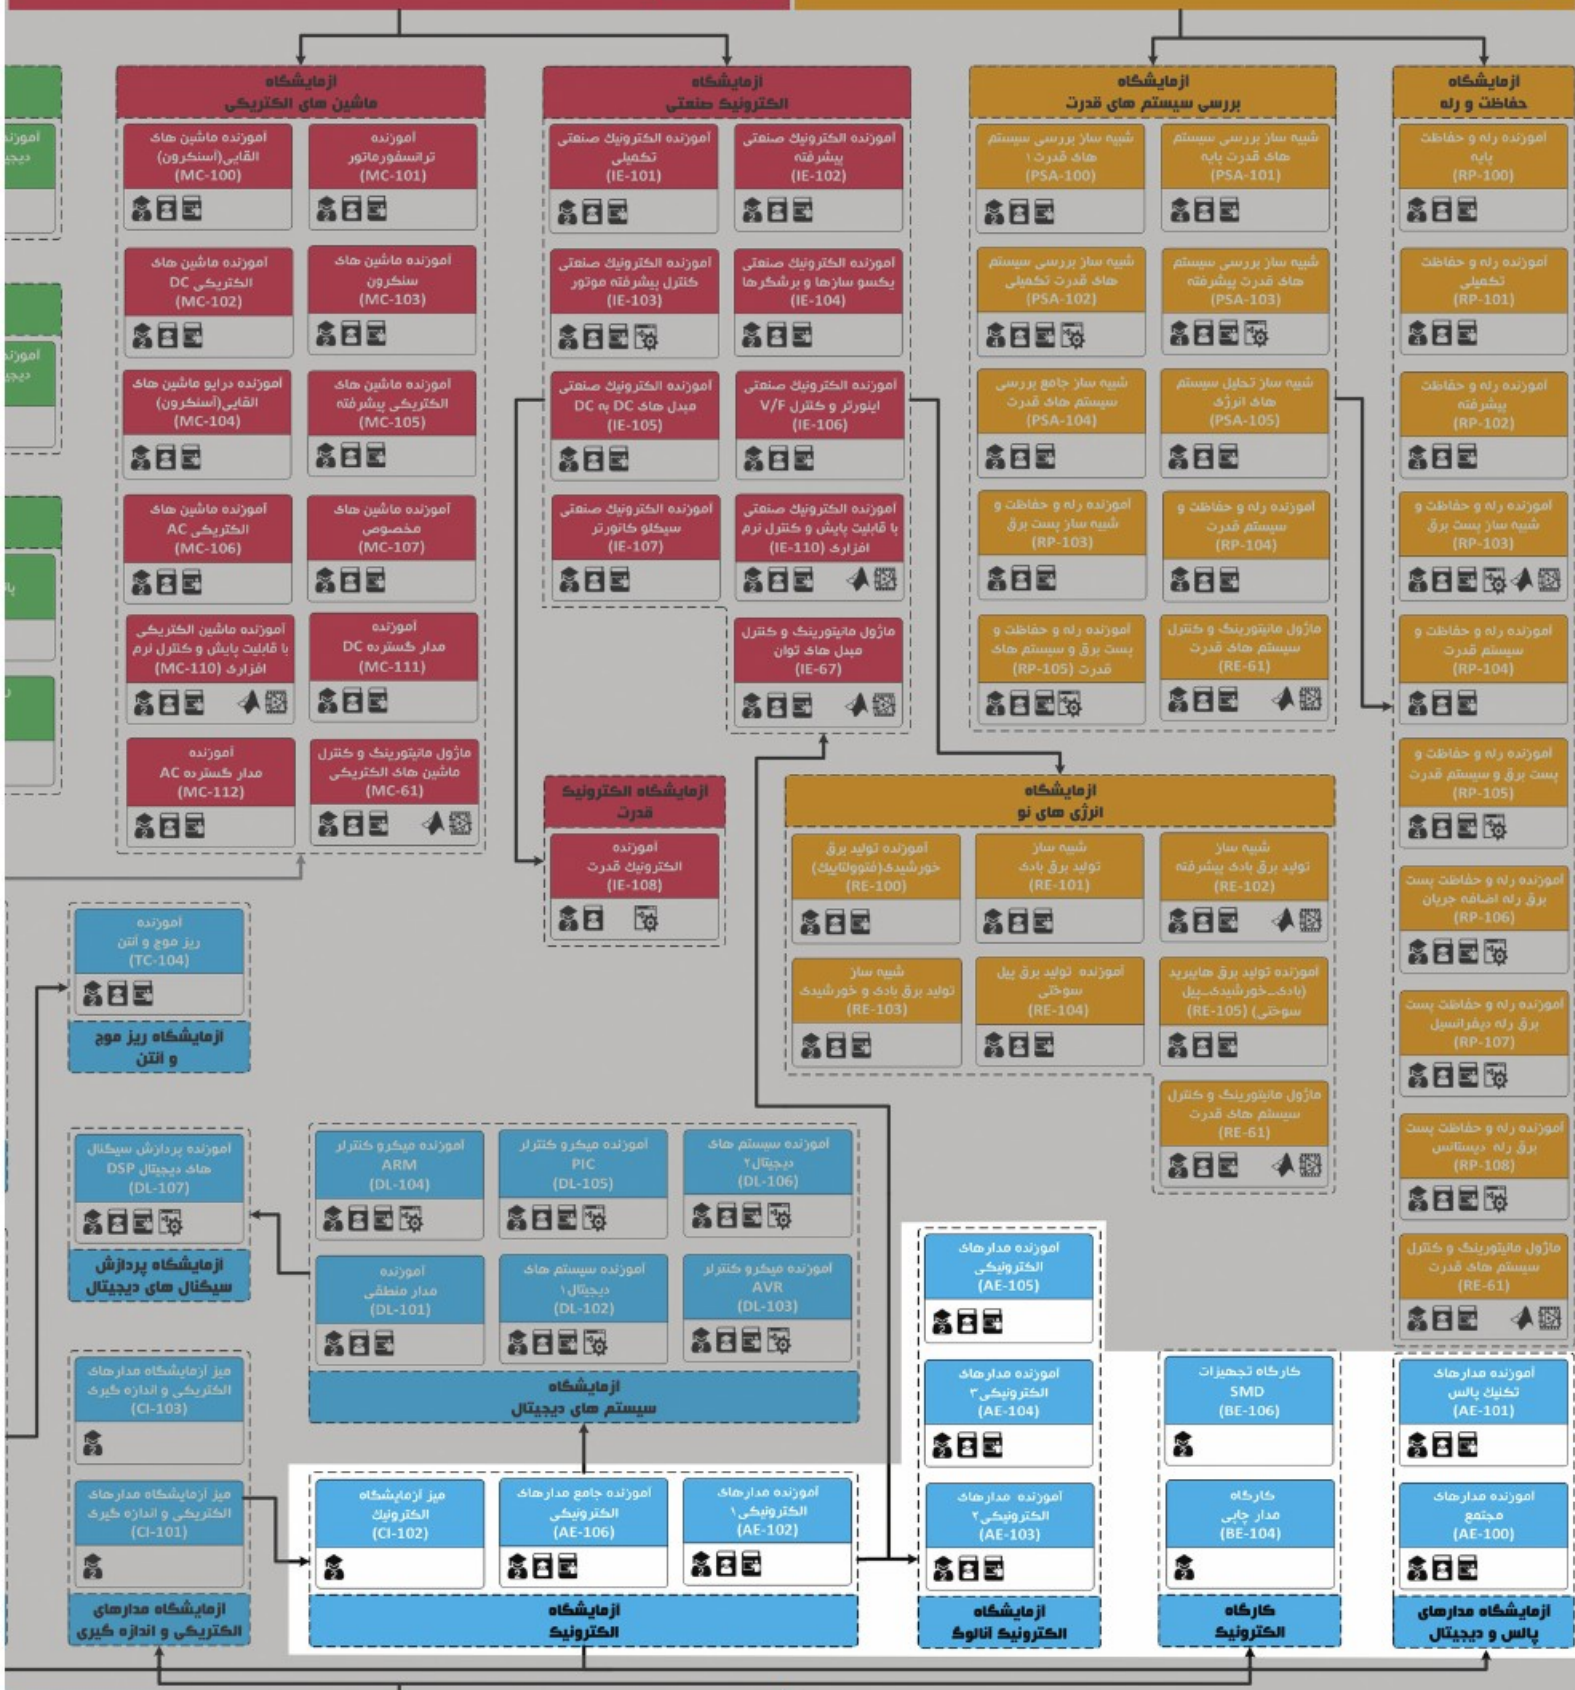 آزمایشگاه
ماشین های الکتریکی
آموزنده ماشین های
القایی(آسنکرون)
(MC-100)
آموزنده
ترانسفورماتور
(MC-101)
آموزنده ماشین های
الکتریکی DC
(MC-102)
آموزنده ماشین های
سنکرون
(MC-103)
آموزنده درایو ماشین های
القایی(آسنکرون)
(MC-104)
آموزنده ماشین های
الکتریکی پیشرفته
(MC-105)
آموزنده ماشین های
الکتریکی AC
(MC-106)
آموزنده ماشین های
مخصوص
(MC-107)
آموزنده ماشین الکتریکی
با قابلیت پایش و کنترل نرم
افزاری (MC-110)
آموزنده
مدار گسترده DC
(MC-111)
آموزنده
مدار گسترده AC
(MC-112)
ماژول مانیتورینگ و کنترل
ماشین های الکتریکی
(MC-61)
آزمایشگاه
الکترونیک صنعتی
آموزنده الکترونیک صنعتی
تکمیلی
(IE-101)
آموزنده الکترونیک صنعتی
پیشرفته
(IE-102)
آموزنده الکترونیک صنعتی
کنترل پیشرفته موتور
(IE-103)
آموزنده الکترونیک صنعتی
یکسو سازها و برشگرها
(IE-104)
آموزنده الکترونیک صنعتی
مبدل های DC به DC
(IE-105)
آموزنده الکترونیک صنعتی
اینورتر و کنترل V/F
(IE-106)
آموزنده الکترونیک صنعتی
سیکلو کانورتر
(IE-107)
آموزنده الکترونیک صنعتی
با قابلیت پایش و کنترل نرم
افزاری (IE-110)
ماژول مانیتورینگ و کنترل
مبدل های توان
(IE-67)
آزمایشگاه الکترونیک
قدرت
آموزنده
الکترونیک قدرت
(IE-108)
آزمایشگاه
بررسی سیستم های قدرت
شبیه ساز بررسی سیستم
های قدرت ۱
(PSA-100)
شبیه ساز بررسی سیستم
های قدرت پایه
(PSA-101)
شبیه ساز بررسی سیستم
های قدرت تکمیلی
(PSA-102)
شبیه ساز بررسی سیستم
های قدرت پیشرفته
(PSA-103)
شبیه ساز جامع بررسی
سیستم های قدرت
(PSA-104)
شبیه ساز تحلیل سیستم
های انرژی
(PSA-105)
آموزنده رله و حفاظت و
شبیه ساز پست برق
(RP-103)
آموزنده رله و حفاظت و
سیستم قدرت
(RP-104)
آموزنده رله و حفاظت و
پست برق و سیستم های
قدرت (RP-105)
ماژول مانیتورینگ و کنترل
سیستم های قدرت
(RE-61)
آزمایشگاه
حفاظت و رله
آموزنده رله و حفاظت
پایه
(RP-100)
آموزنده رله و حفاظت
تکمیلی
(RP-101)
آموزنده رله و حفاظت
پیشرفته
(RP-102)
آموزنده رله و حفاظت و
شبیه ساز پست برق
(RP-103)
آموزنده رله و حفاظت و
سیستم قدرت
(RP-104)
آموزنده رله و حفاظت و
پست برق و سیستم قدرت
(RP-105)
آموزنده رله و حفاظت پست
برق رله اضافه جریان
(RP-106)
آموزنده رله و حفاظت پست
برق رله دیفرانسیل
(RP-107)
آموزنده رله و حفاظت پست
برق رله دیستانس
(RP-108)
ماژول مانیتورینگ و کنترل
سیستم های قدرت
(RE-61)
آزمایشگاه
انرژی های نو
آموزنده تولید برق
خورشیدی(فتوولتاییک)
(RE-100)
شبیه ساز
تولید برق بادی
(RE-101)
شبیه ساز
تولید برق بادی پیشرفته
(RE-102)
شبیه ساز
تولید برق بادی و خورشیدی
(RE-103)
آموزنده تولید برق پیل
سوختی
(RE-104)
آموزنده تولید برق هایبرید
(بادی_خورشیدی_پیل
سوختی) (RE-105)
ماژول مانیتورینگ و کنترل
سیستم های قدرت
(RE-61)
آموزنده
ریز موج و آنتن
(TC-104)
آزمایشگاه ریز موج
و آنتن
آموزنده پردازش سیگنال
های دیجیتال DSP
(DL-107)
آزمایشگاه پردازش
سیگنال های دیجیتال
آموزنده میکرو کنترلر
ARM
(DL-104)
آموزنده میکرو کنترلر
PIC
(DL-105)
آموزنده سیستم های
دیجیتال۲
(DL-106)
آموزنده
مدار منطقی
(DL-101)
آموزنده سیستم های
دیجیتال۱
(DL-102)
آموزنده میکرو کنترلر
AVR
(DL-103)
آزمایشگاه
سیستم های دیجیتال
میز آزمایشگاه مدارهای
الکتریکی و اندازه گیری
(CI-103)
میز آزمایشگاه مدارهای
الکتریکی و اندازه گیری
(CI-101)
آزمایشگاه مدارهای
الکتریکی و اندازه گیری
میز آزمایشگاه
الکترونیک
(CI-102)
آموزنده جامع مدارهای
الکترونیکی
(AE-106)
آموزنده مدارهای
الکترونیکی۱
(AE-102)
آزمایشگاه
الکترونیک
آموزنده مدارهای
الکترونیکی
(AE-105)
آموزنده مدارهای
الکترونیکی۳
(AE-104)
آموزنده مدارهای
الکترونیکی۲
(AE-103)
آزمایشگاه
الکترونیک آنالوگ
کارگاه تجهیزات
SMD
(BE-106)
کارگاه
مدار چاپی
(BE-104)
کارگاه
الکترونیک
آموزنده مدارهای
تکنیک پالس
(AE-101)
آموزنده مدارهای
مجتمع
(AE-100)
آزمایشگاه مدارهای
پالس و دیجیتال